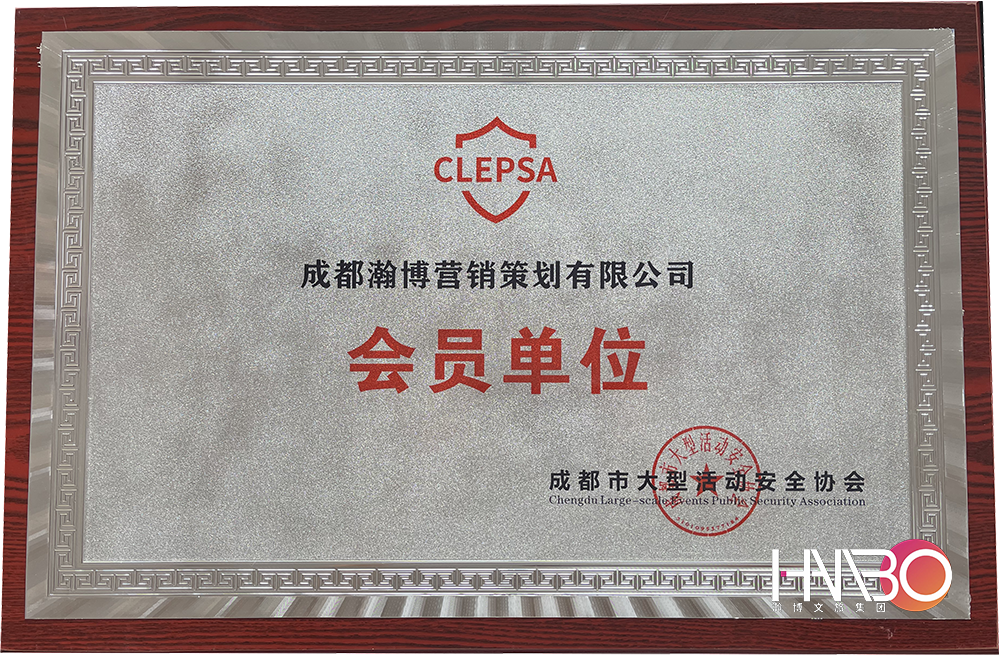 CLEPSA
成都瀚博营销策划有限公司
会员单位
成都市大型活动安全协会
Chengdu Large-scale Events Public Security Association
HMBO
瀚博文旅集团